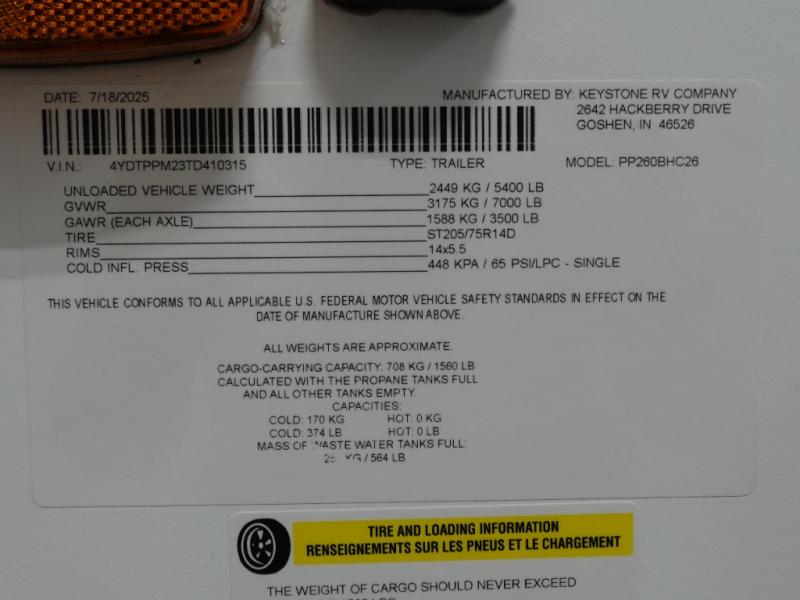 DATE: 7/18/2025
MANUFACTURED BY: KEYSTONE RV COMPANY
2642 HACKBERRY DRIVE
GOSHEN, IN 46526
V.I.N.: 4YDTPPM23TD410315 TYPE: TRAILER MODEL: PP260BHC26
UNLOADED VEHICLE WEIGHT 2449 KG / 5400 LB
GVWR 3175 KG / 7000 LB
GAWR (EACH AXLE) 1588 KG / 3500 LB
TIRE ST205/75R14D
RIMS 14x5.5
COLD INFL. PRESS 448 KPA / 65 PSI/LPC - SINGLE
THIS VEHICLE CONFORMS TO ALL APPLICABLE U.S. FEDERAL MOTOR VEHICLE SAFETY STANDARDS IN EFFECT ON THE
DATE OF MANUFACTURE SHOWN ABOVE.
ALL WEIGHTS ARE APPROXIMATE.
CARGO-CARRYING CAPACITY: 708 KG / 1560 LB
CALCULATED WITH THE PROPANE TANKS FULL
AND ALL OTHER TANKS EMPTY.
CAPACITIES:
COLD: 170 KG HOT: 0 KG
COLD: 374 LB HOT: 0 LB
MASS OF WASTE WATER TANKS FULL:
KG / 564 LB
TIRE AND LOADING INFORMATION
RENSEIGNEMENTS SUR LES PNEUS ET LE CHARGEMENT
THE WEIGHT OF CARGO SHOULD NEVER EXCEED